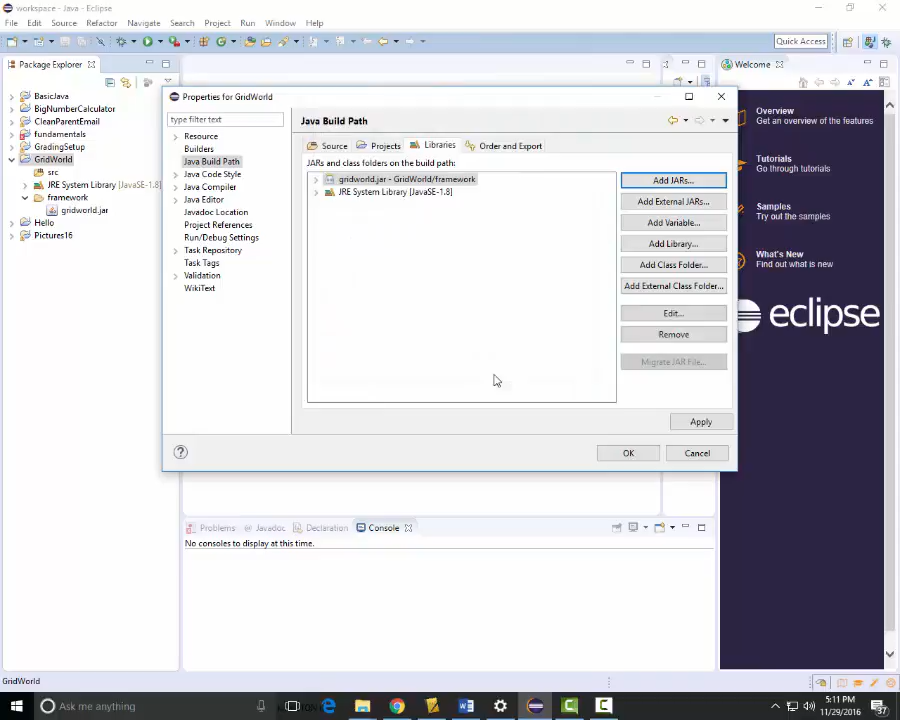 workspace - Java - Eclipse
File Edit Source Refactor Navigate Search Project Run Window Help
Quick Access
Package Explorer
Welcome
BasicJava
BigNumberCalculator
CleanParentEmail
fundamentals
GradingSetup
GridWorld
src
JRE System Library [JavaSE-1.8]
framework
gridworld.jar
Hello
Pictures16
Properties for GridWorld
type filter text
Resource
Builders
Java Build Path
Java Code Style
Java Compiler
Java Editor
Javadoc Location
Project References
Run/Debug Settings
Task Repository
Task Tags
Validation
WikiText
Java Build Path
Source Projects Libraries Order and Export
JARs and class folders on the build path:
gridworld.jar - GridWorld/framework
JRE System Library [JavaSE-1.8]
Add JARs...
Add External JARs...
Add Variable...
Add Library...
Add Class Folder...
Add External Class Folder...
Edit...
Remove
Migrate JAR File...
Apply
OK Cancel
Overview
Get an overview of the features
Tutorials
Go through tutorials
Samples
Try out the samples
What's New
Find out what is new
eclipse
Problems Javadoc Declaration Console
No consoles to display at this time.
GridWorld
Ask me anything
5:11 PM
11/29/2016
37